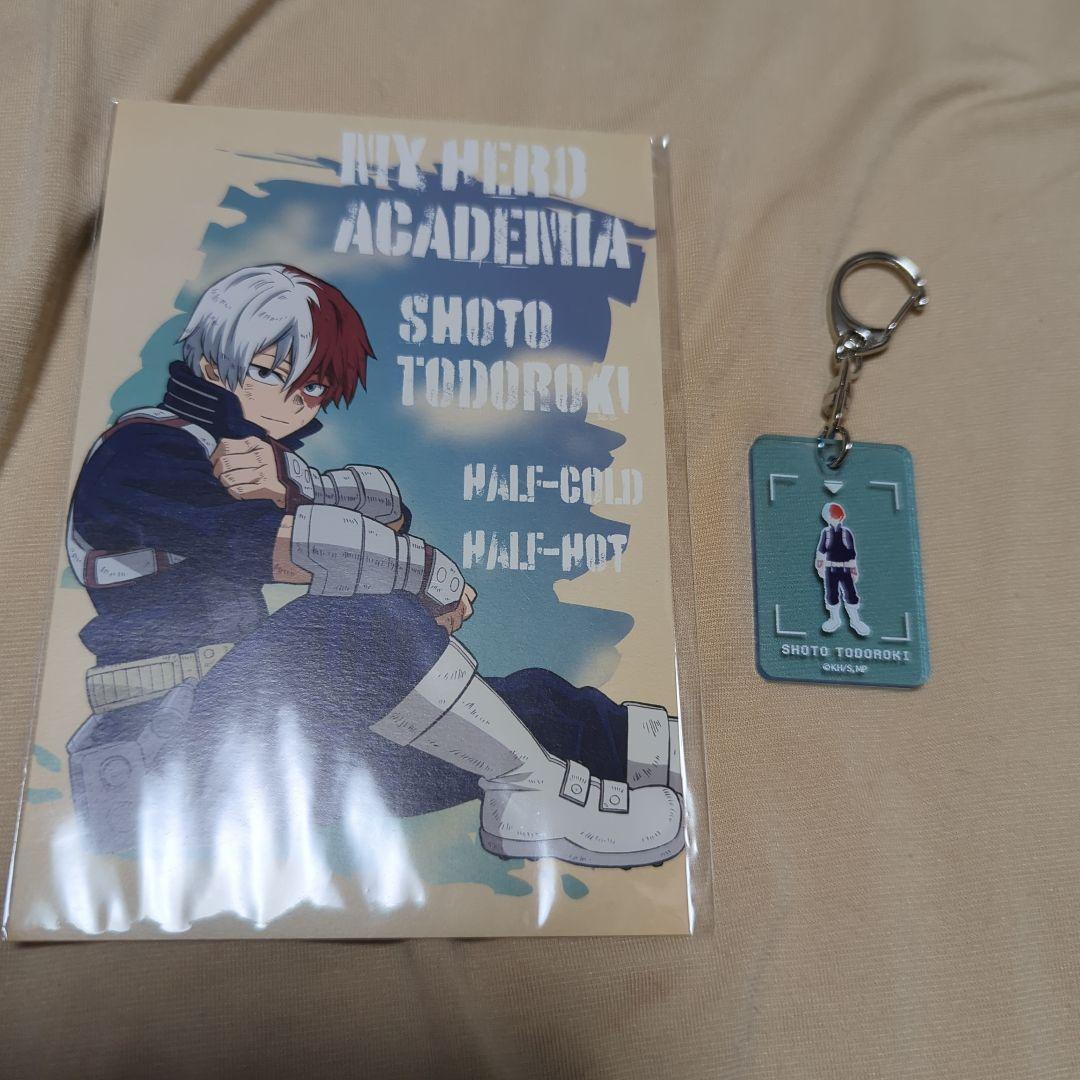 MY HERO
ACADEMIA
SHOTO
TODOROKI
HALF-COLD
HALF-HOT
SHOTO TODOROKI
©KH/S,MP